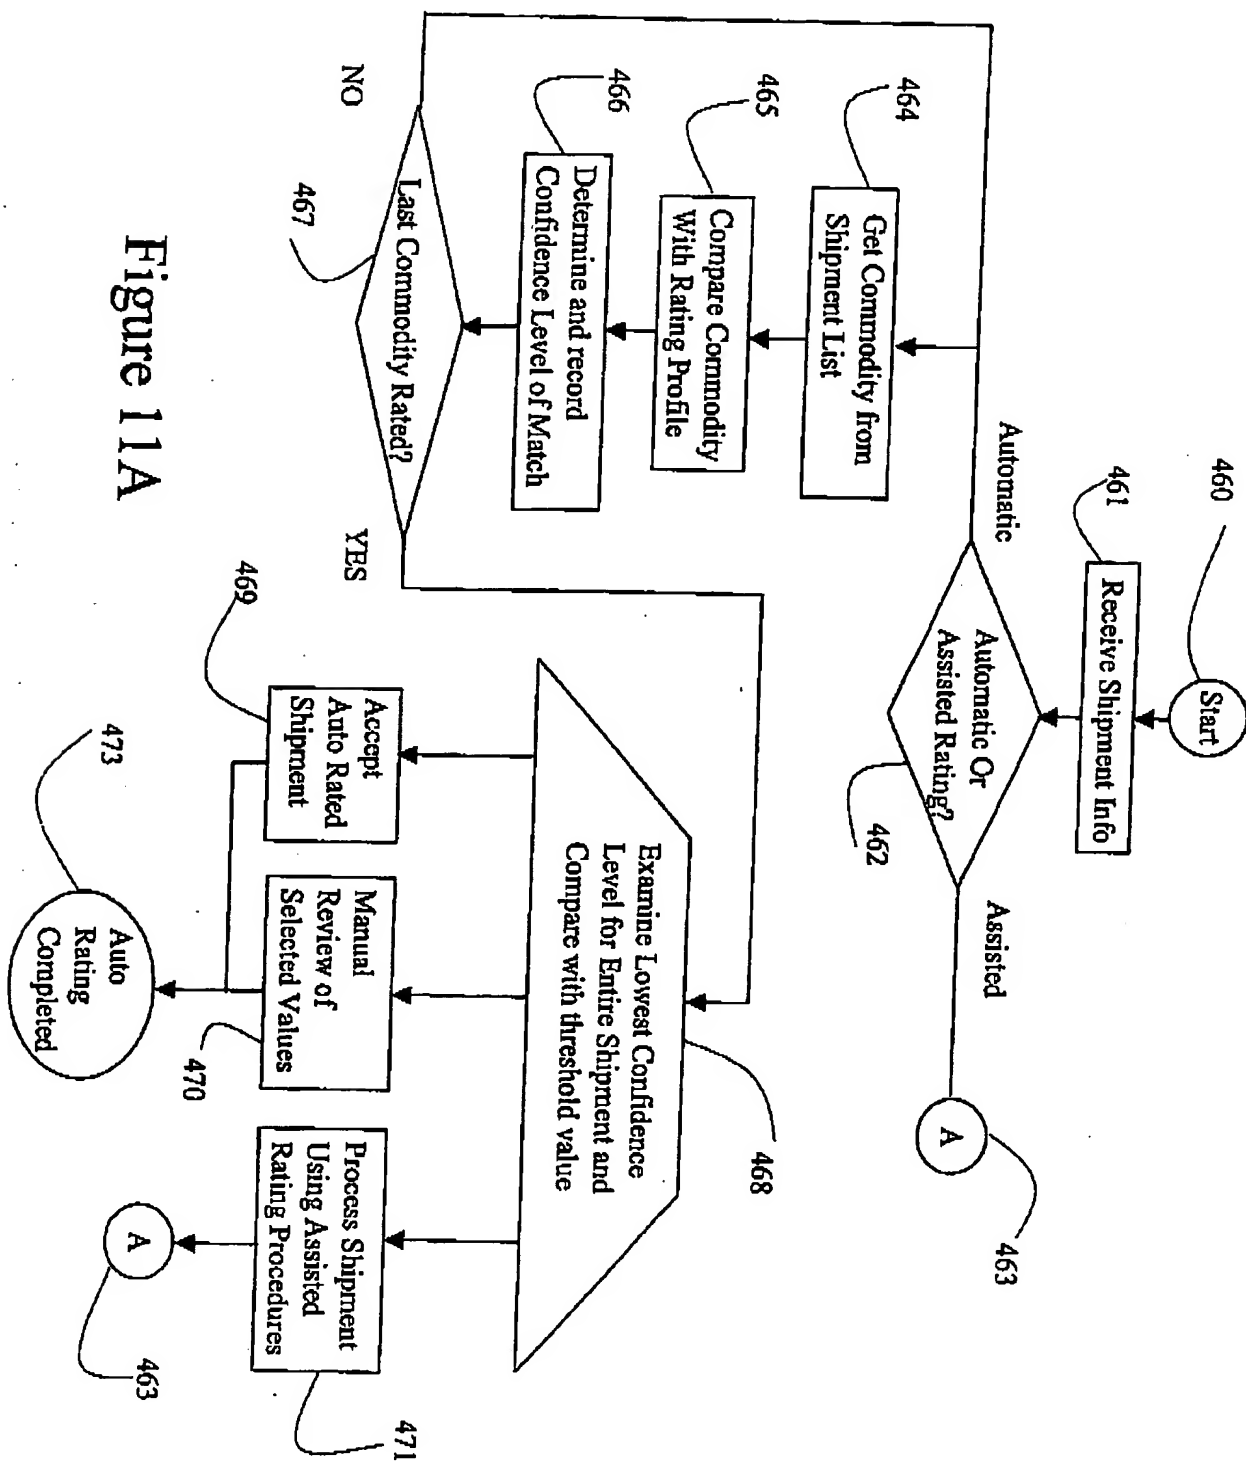 460
Start
461
Receive Shipment Info
Automatic Or
Assisted Rating?
462
Automatic
Assisted
A
463
464
Get Commodity from
Shipment List
465
Compare Commodity
With Rating Profile
466
Determine and record
Confidence Level of Match
NO
Last Commodity Rated?
467
YES
Examine Lowest Confidence
Level for Entire Shipment and
Compare with threshold value
468
469
Accept
Auto Rated
Shipment
Manual
Review of
Selected Values
470
Process Shipment
Using Assisted
Rating Procedures
471
473
Auto
Rating
Completed
A
463
Figure 11A